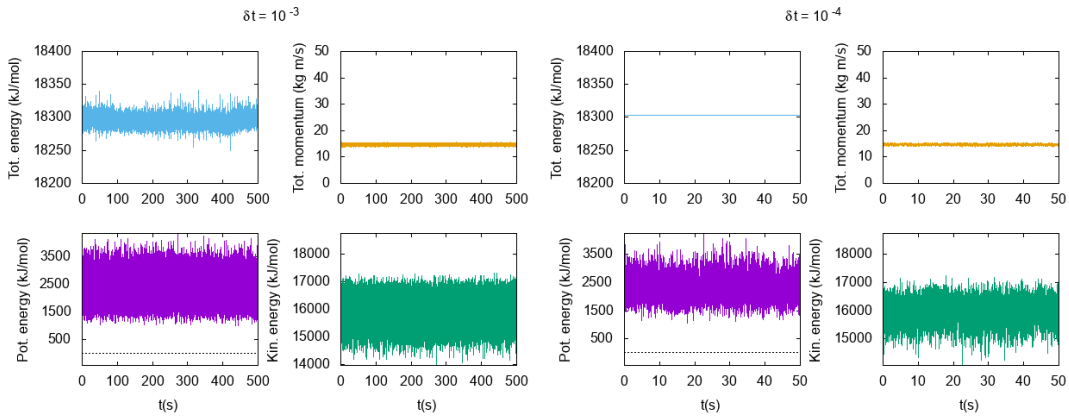 δt = 10⁻³
δt = 10⁻⁴
Tot. energy (kJ/mol)
18400
18350
18300
18250
18200
0 100 200 300 400 500
Tot. momentum (kg m/s)
50
40
30
20
10
0
0 100 200 300 400 500
Tot. energy (kJ/mol)
18400
18350
18300
18250
18200
0 10 20 30 40 50
Tot. momentum (kg m/s)
50
40
30
20
10
0
0 10 20 30 40 50
Pot. energy (kJ/mol)
3500
2500
1500
500
0 100 200 300 400 500
t(s)
Kin. energy (kJ/mol)
18000
17000
16000
15000
14000
0 100 200 300 400 500
t(s)
Pot. energy (kJ/mol)
3500
2500
1500
500
0 10 20 30 40 50
t(s)
Kin. energy (kJ/mol)
18000
17000
16000
15000
0 10 20 30 40 50
t(s)